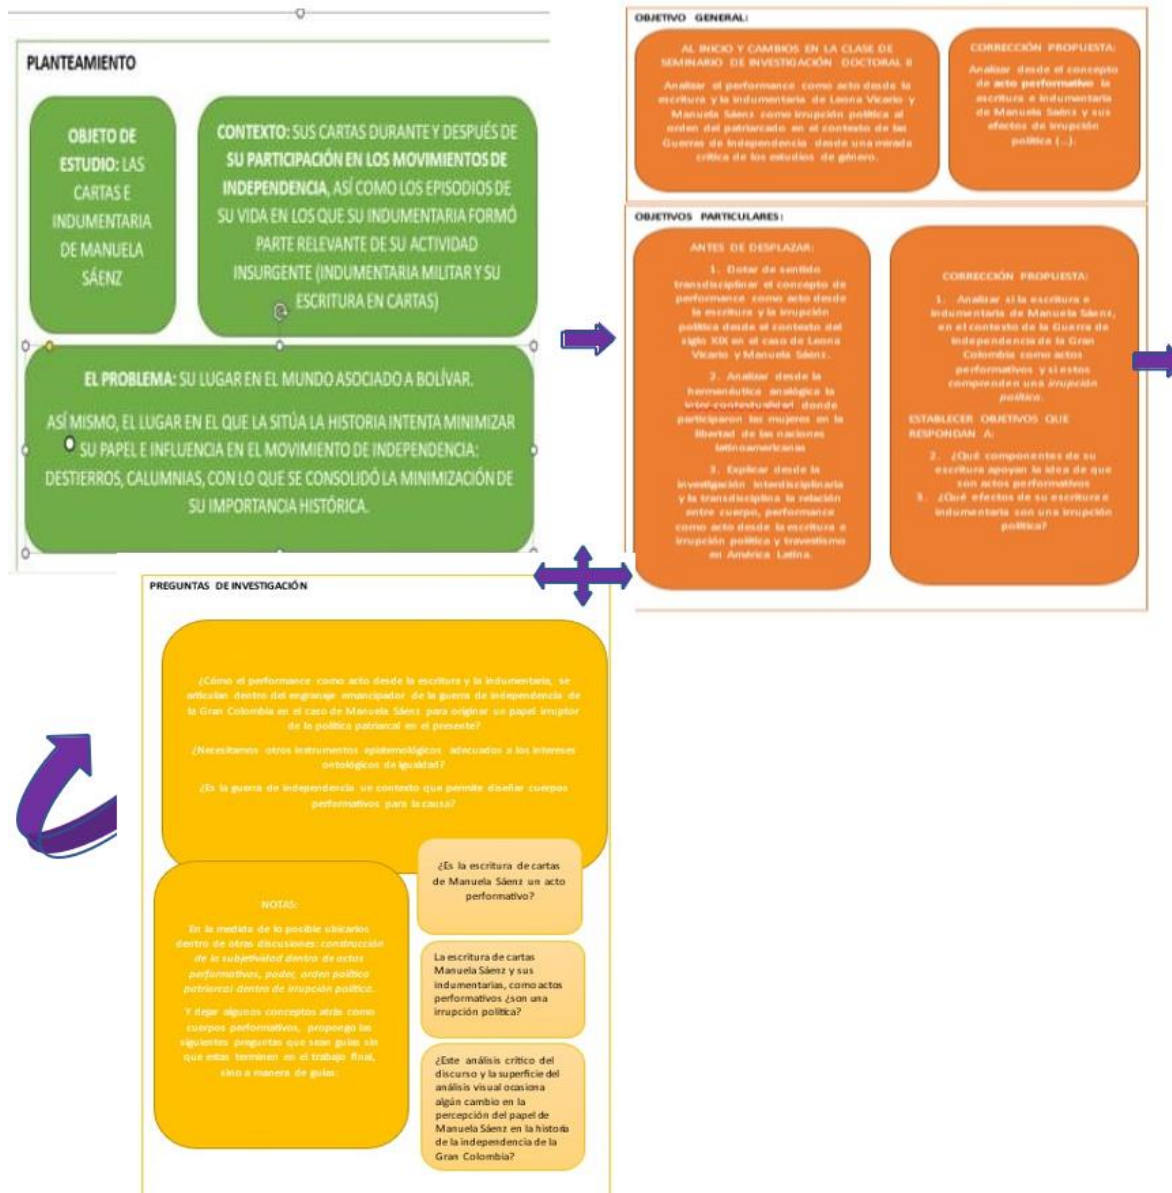 PLANTEAMIENTO
OBJETO DE
ESTUDIO: LAS
CARTAS E
INDUMENTARIA
DE MANUELA
SÁENZ
CONTEXTO: SUS CARTAS DURANTE Y DESPUÉS DE
SU PARTICIPACIÓN EN LOS MOVIMIENTOS DE
INDEPENDENCIA, ASÍ COMO LOS EPISODIOS DE
SU VIDA EN LOS QUE SU INDUMENTARIA FORMÓ
PARTE RELEVANTE DE SU ACTIVIDAD
INSURGENTE (INDUMENTARIA MILITAR Y SU
ESCRITURA EN CARTAS)
EL PROBLEMA: SU LUGAR EN EL MUNDO ASOCIADO A BOLÍVAR.
ASÍ MISMO, EL LUGAR EN EL QUE LA SITÚA LA HISTORIA INTENTA MINIMIZAR
SU PAPEL E INFLUENCIA EN EL MOVIMIENTO DE INDEPENDENCIA:
DESTIERROS, CALUMNIAS, CON LO QUE SE CONSOLIDÓ LA MINIMIZACIÓN DE
SU IMPORTANCIA HISTÓRICA.
OBJETIVO GENERAL:
AL INICIO Y CAMBIOS EN LA CLASE DE
SEMINARIO DE INVESTIGACIÓN DOCTORAL II
Analizar el performance como acto desde la
escritura y la indumentaria de Leona Vicario y
Manuela Sáenz como irrupción política al
orden del patriarcado en el contexto de las
Guerras de Independencia desde una mirada
crítica de los estudios de género.
CORRECCIÓN PROPUESTA:
Analizar desde el concepto
de acto performativo la
escritura e indumentaria
de Manuela Sáinz y sus
efectos de irrupción
política (...):
OBJETIVOS PARTICULARES:
ANTES DE DESPLAZAR:
1. Dotar de sentido
transdisciplinar el concepto de
performance como acto desde
la escritura y la irrupción
política desde el contexto del
siglo XIX en el caso de Leona
Vicario y Manuela Sáenz.
2. Analizar desde la
hermenéutica analógica la
inter-contextualidad donde
participaron las mujeres en la
libertad de las naciones
latinoamericanas
3. Explicar desde la
investigación interdisciplinaria
y la transdisciplina la relación
entre cuerpo, performance
como acto desde la escritura e
irrupción política y travestismo
en América Latina.
CORRECCIÓN PROPUESTA:
1. Analizar si la escritura e
indumentaria de Manuela Sáenz,
en el contexto de la Guerra de
Independencia de la Gran
Colombia como actos
performativos y si estos
comprenden una irrupción
política.
ESTABLECER OBJETIVOS QUE
RESPONDAN A:
2. ¿Qué componentes de su
escritura apoyan la idea de que
son actos performativos
3. ¿Qué efectos de su escritura e
indumentaria son una irrupción
política?
PREGUNTAS DE INVESTIGACIÓN
¿Cómo el performance como acto desde la escritura y la indumentaria, se
articulan dentro del engranaje emancipador de la guerra de independencia de
la Gran Colombia en el caso de Manuela Sáenz para originar un papel irruptor
de la política patriarcal en el presente?
¿Necesitamos otros instrumentos epistemológicos adecuados a los intereses
ontológicos de igualdad?
¿Es la guerra de independencia un contexto que permite diseñar cuerpos
performativos para la causa?
NOTAS:
En la medida de lo posible ubicarlos
dentro de otras discusiones: construcción
de la subjetividad dentro de actos
performativos, poder, orden político
patriarcal dentro de irrupción política.
Y dejar algunos conceptos atrás como
cuerpos performativos, propongo las
siguientes preguntas que sean guías sin
que estas terminen en el trabajo final,
sino a manera de guías:
¿Es la escritura de cartas
de Manuela Sáenz un acto
performativo?
La escritura de cartas
Manuela Sáenz y sus
indumentarias, como actos
performativos ¿son una
irrupción política?
¿Este análisis crítico del
discurso y la superficie del
análisis visual ocasiona
algún cambio en la
percepción del papel de
Manuela Sáenz en la historia
de la independencia de la
Gran Colombia?